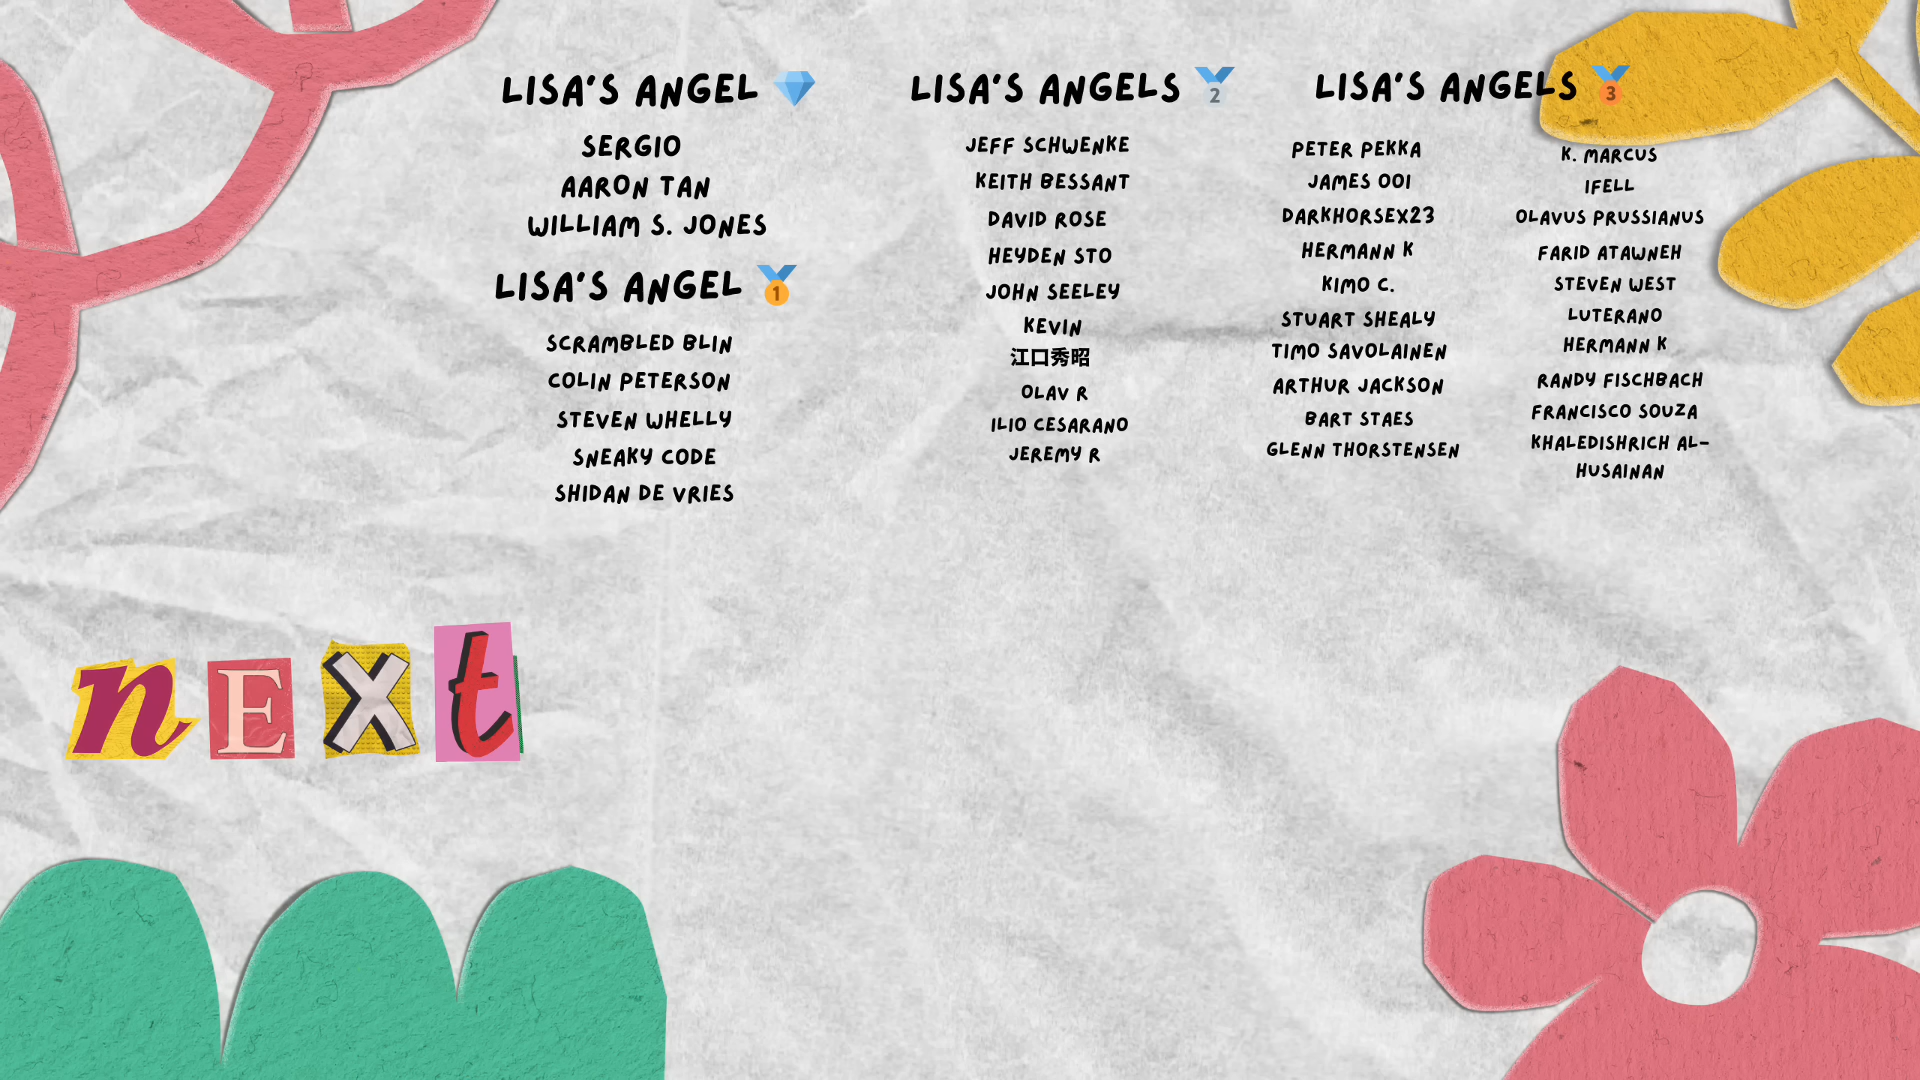 LISA'S ANGEL 💎
SERGIO
AARON TAN
WILLIAM S. JONES
LISA'S ANGEL 🥇
SCRAMBLED BLIN
COLIN PETERSON
STEVEN WHELLY
SNEAKY CODE
SHIDAN DE VRIES
LISA'S ANGELS 🥈
JEFF SCHWENKE
KEITH BESSANT
DAVID ROSE
HEYDEN STO
JOHN SEELEY
KEVIN
江口秀昭
OLAV R
ILIO CESARANO
JEREMY R
LISA'S ANGELS 🥉
PETER PEKKA
JAMES OOI
DARKHORSEX23
HERMANN K
KIMO C.
STUART SHEALY
TIMO SAVOLAINEN
ARTHUR JACKSON
BART STAES
GLENN THORSTENSEN
K. MARCUS
IFELL
OLAVUS PRUSSIANUS
FARID ATAWNEH
STEVEN WEST
LUTERANO
HERMANN K
RANDY FISCHBACH
FRANCISCO SOUZA
KHALEDISHRICH AL-
HUSAINAN
nExt